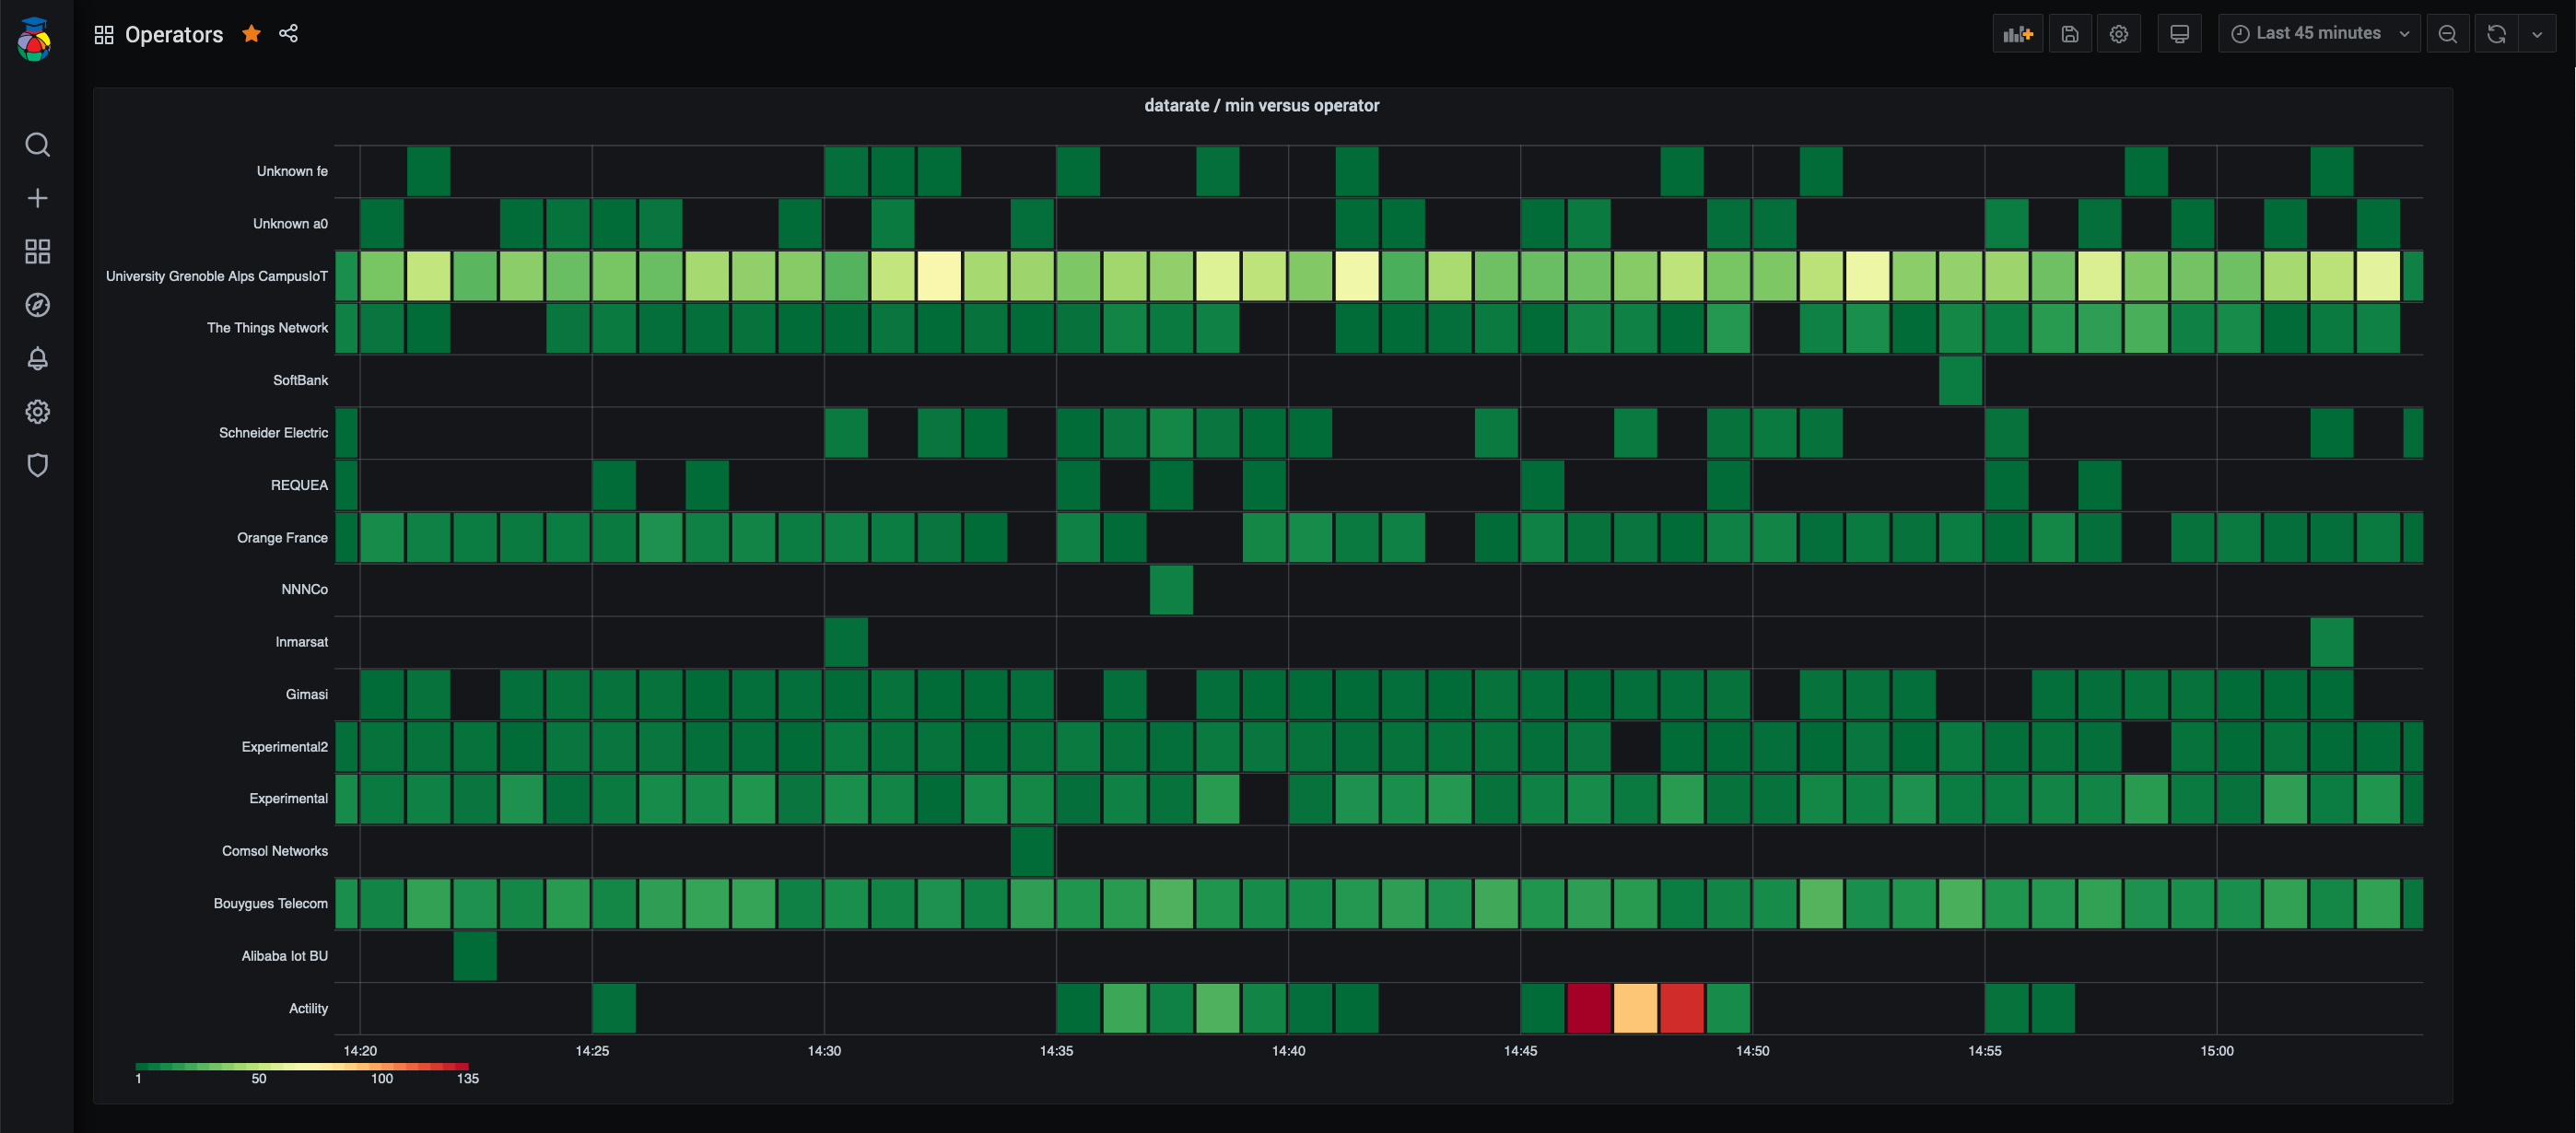 Operators
Last 45 minutes
datarate / min versus operator
Unknown fe
Unknown a0
University Grenoble Alps CampusIoT
The Things Network
SoftBank
Schneider Electric
REQUEA
Orange France
NNNCo
Inmarsat
Gimasi
Experimental2
Experimental
Comsol Networks
Bouygues Telecom
Alibaba Iot BU
Actility
14:20 14:25 14:30 14:35 14:40 14:45 14:50 14:55 15:00
1 50 100 135